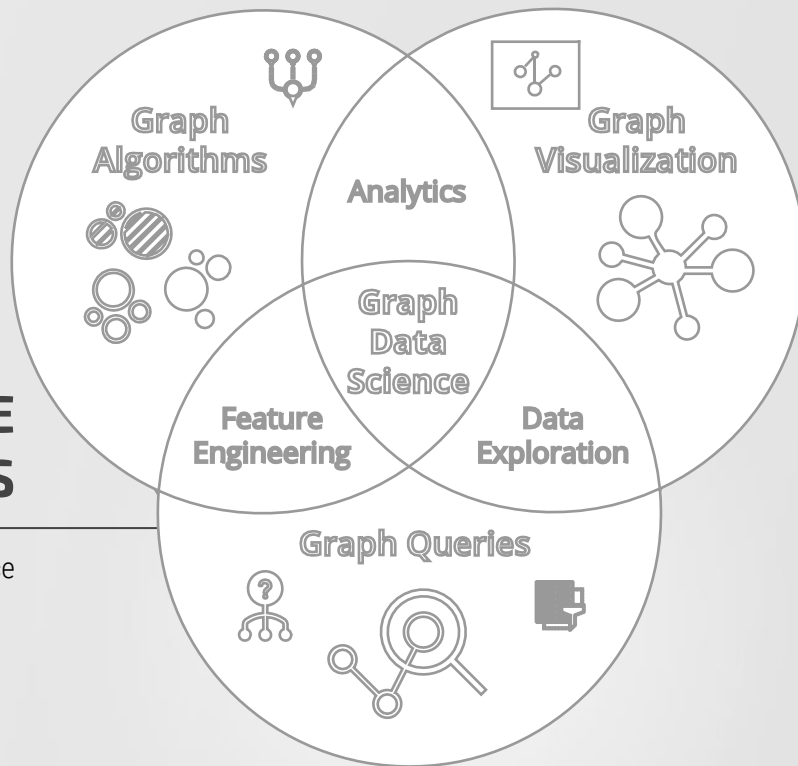 Graph
Algorithms
Graph
Visualization
Analytics
Graph
Data
Science
Feature
Engineering
Data
Exploration
Graph Queries
?